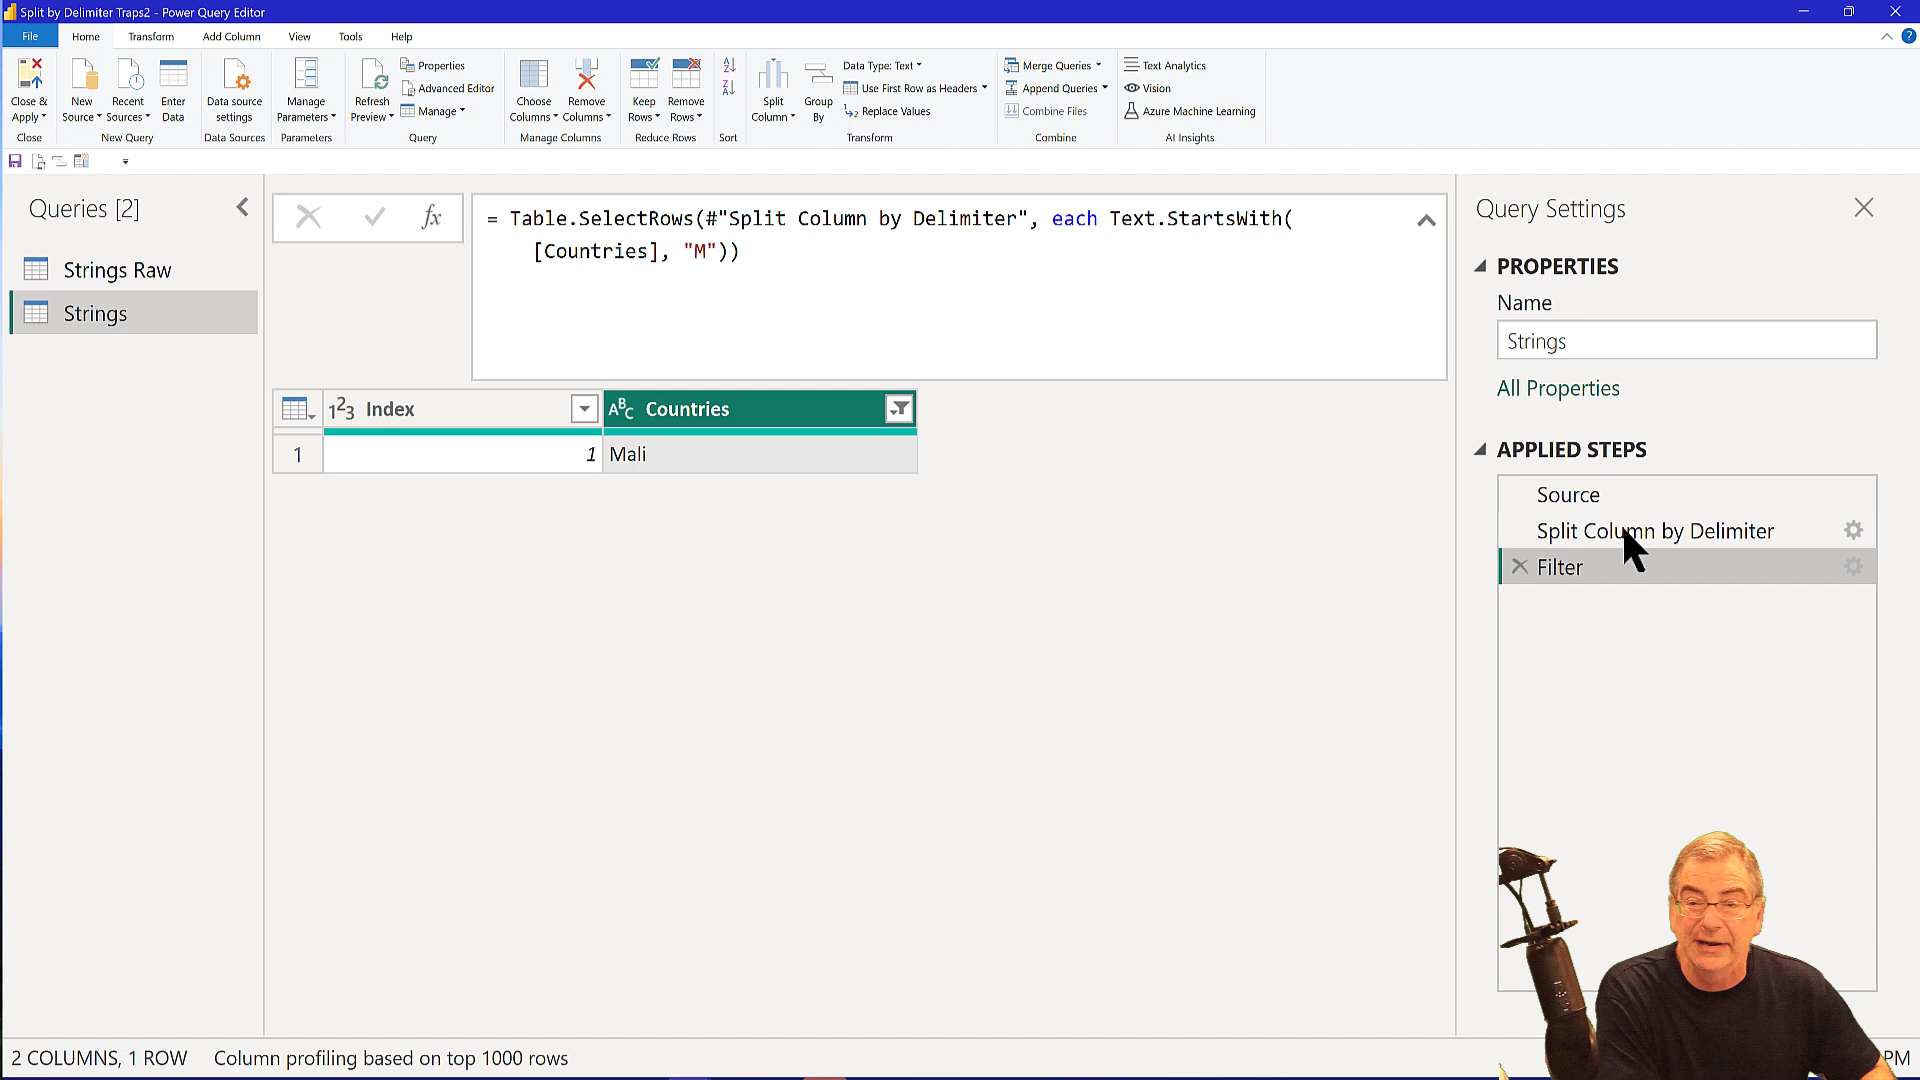 Split by Delimiter Traps2 - Power Query Editor
File Home Transform Add Column View Tools Help
Close & Apply
Close
New Source
Recent Sources
Enter Data
New Query
Data source settings
Data Sources
Manage Parameters
Parameters
Refresh Preview
Properties
Advanced Editor
Manage
Query
Choose Columns
Remove Columns
Manage Columns
Keep Rows
Remove Rows
Reduce Rows
Sort
Split Column
Group By
Data Type: Text
Use First Row as Headers
Replace Values
Transform
Merge Queries
Append Queries
Combine Files
Combine
Text Analytics
Vision
Azure Machine Learning
AI Insights
Queries [2]
Strings Raw
Strings
fx
= Table.SelectRows(#"Split Column by Delimiter", each Text.StartsWith(
[Countries], "M"))
123 Index ABC Countries
1 1 Mali
Query Settings
PROPERTIES
Name
Strings
All Properties
APPLIED STEPS
Source
Split Column by Delimiter
Filter
2 COLUMNS, 1 ROW Column profiling based on top 1000 rows
PM